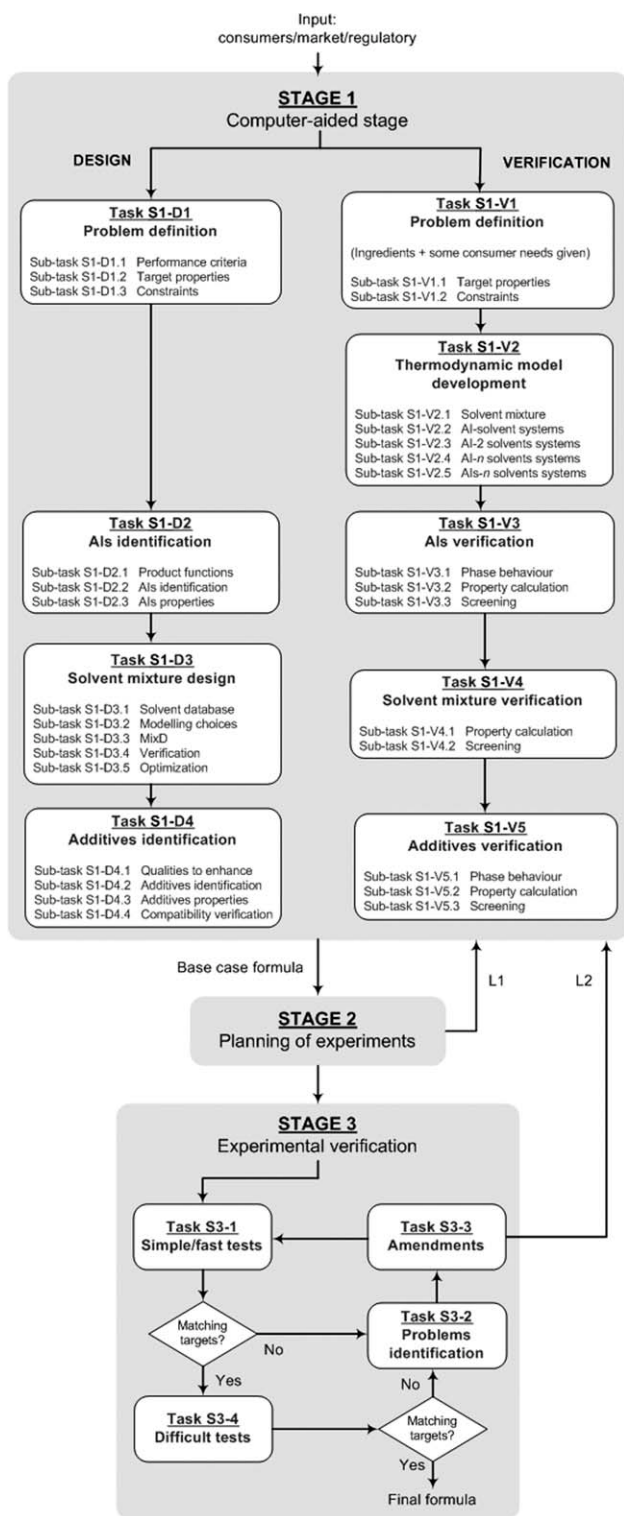 Input:
consumers/market/regulatory
STAGE 1
Computer-aided stage
DESIGN
VERIFICATION
Task S1-D1
Problem definition
Sub-task S1-D1.1 Performance criteria
Sub-task S1-D1.2 Target properties
Sub-task S1-D1.3 Constraints
Task S1-V1
Problem definition
(Ingredients + some consumer needs given)
Sub-task S1-V1.1 Target properties
Sub-task S1-V1.2 Constraints
Task S1-V2
Thermodynamic model
development
Sub-task S1-V2.1 Solvent mixture
Sub-task S1-V2.2 AI-solvent systems
Sub-task S1-V2.3 AI-2 solvents systems
Sub-task S1-V2.4 AI-n solvents systems
Sub-task S1-V2.5 AIs-n solvents systems
Task S1-D2
AIs identification
Sub-task S1-D2.1 Product functions
Sub-task S1-D2.2 AIs identification
Sub-task S1-D2.3 AIs properties
Task S1-V3
AIs verification
Sub-task S1-V3.1 Phase behaviour
Sub-task S1-V3.2 Property calculation
Sub-task S1-V3.3 Screening
Task S1-D3
Solvent mixture design
Sub-task S1-D3.1 Solvent database
Sub-task S1-D3.2 Modelling choices
Sub-task S1-D3.3 MixD
Sub-task S1-D3.4 Verification
Sub-task S1-D3.5 Optimization
Task S1-V4
Solvent mixture verification
Sub-task S1-V4.1 Property calculation
Sub-task S1-V4.2 Screening
Task S1-D4
Additives identification
Sub-task S1-D4.1 Qualities to enhance
Sub-task S1-D4.2 Additives identification
Sub-task S1-D4.3 Additives properties
Sub-task S1-D4.4 Compatibility verification
Task S1-V5
Additives verification
Sub-task S1-V5.1 Phase behaviour
Sub-task S1-V5.2 Property calculation
Sub-task S1-V5.3 Screening
Base case formula
L1
L2
STAGE 2
Planning of experiments
STAGE 3
Experimental verification
Task S3-1
Simple/fast tests
Task S3-3
Amendments
Matching
targets?
No
Yes
Task S3-2
Problems
identification
No
Task S3-4
Difficult tests
Matching
targets?
Yes
Final formula